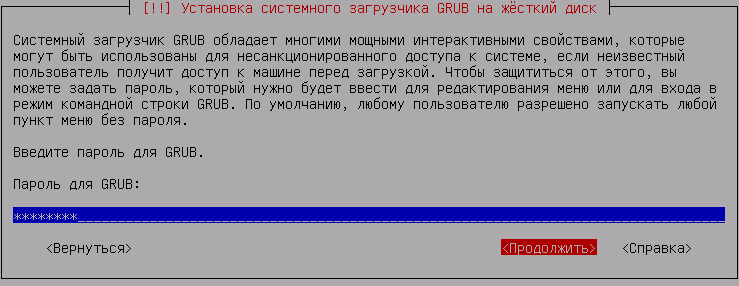 [!!] Установка системного загрузчика GRUB на жёсткий диск
Системный загрузчик GRUB обладает многими мощными интерактивными свойствами, которые
могут быть использованы для несанкционированного доступа к системе, если неизвестный
пользователь получит доступ к машине перед загрузкой. Чтобы защититься от этого, вы
можете задать пароль, который нужно будет ввести для редактирования меню или для входа в
режим командной строки GRUB. По умолчанию, любому пользователю разрешено запускать любой
пункт меню без пароля.
Введите пароль для GRUB.
Пароль для GRUB:
********
<Вернуться> <Продолжить> <Справка>